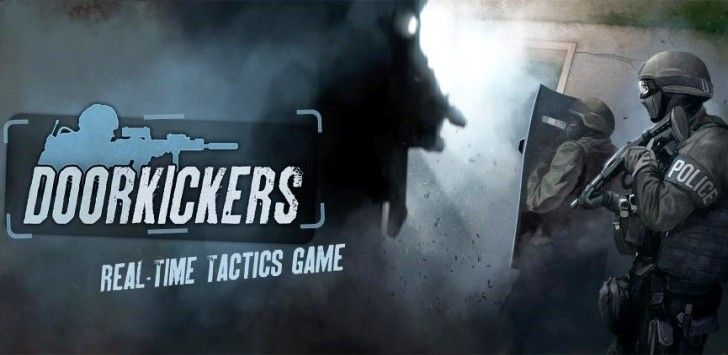 DOORKICKERS
REAL-TIME TACTICS GAME
POLICE